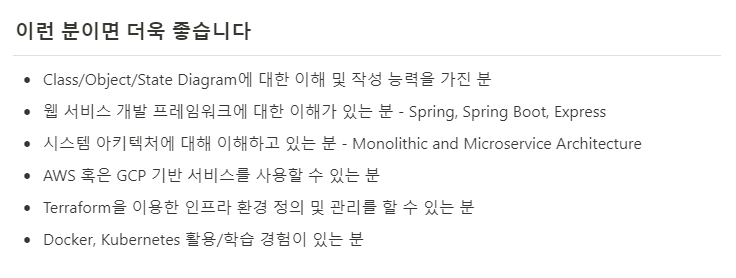 이런 분이면 더욱 좋습니다
• Class/Object/State Diagram에 대한 이해 및 작성 능력을 가진 분
• 웹 서비스 개발 프레임워크에 대한 이해가 있는 분 - Spring, Spring Boot, Express
• 시스템 아키텍처에 대해 이해하고 있는 분 - Monolithic and Microservice Architecture
• AWS 혹은 GCP 기반 서비스를 사용할 수 있는 분
• Terraform을 이용한 인프라 환경 정의 및 관리를 할 수 있는 분
• Docker, Kubernetes 활용/학습 경험이 있는 분